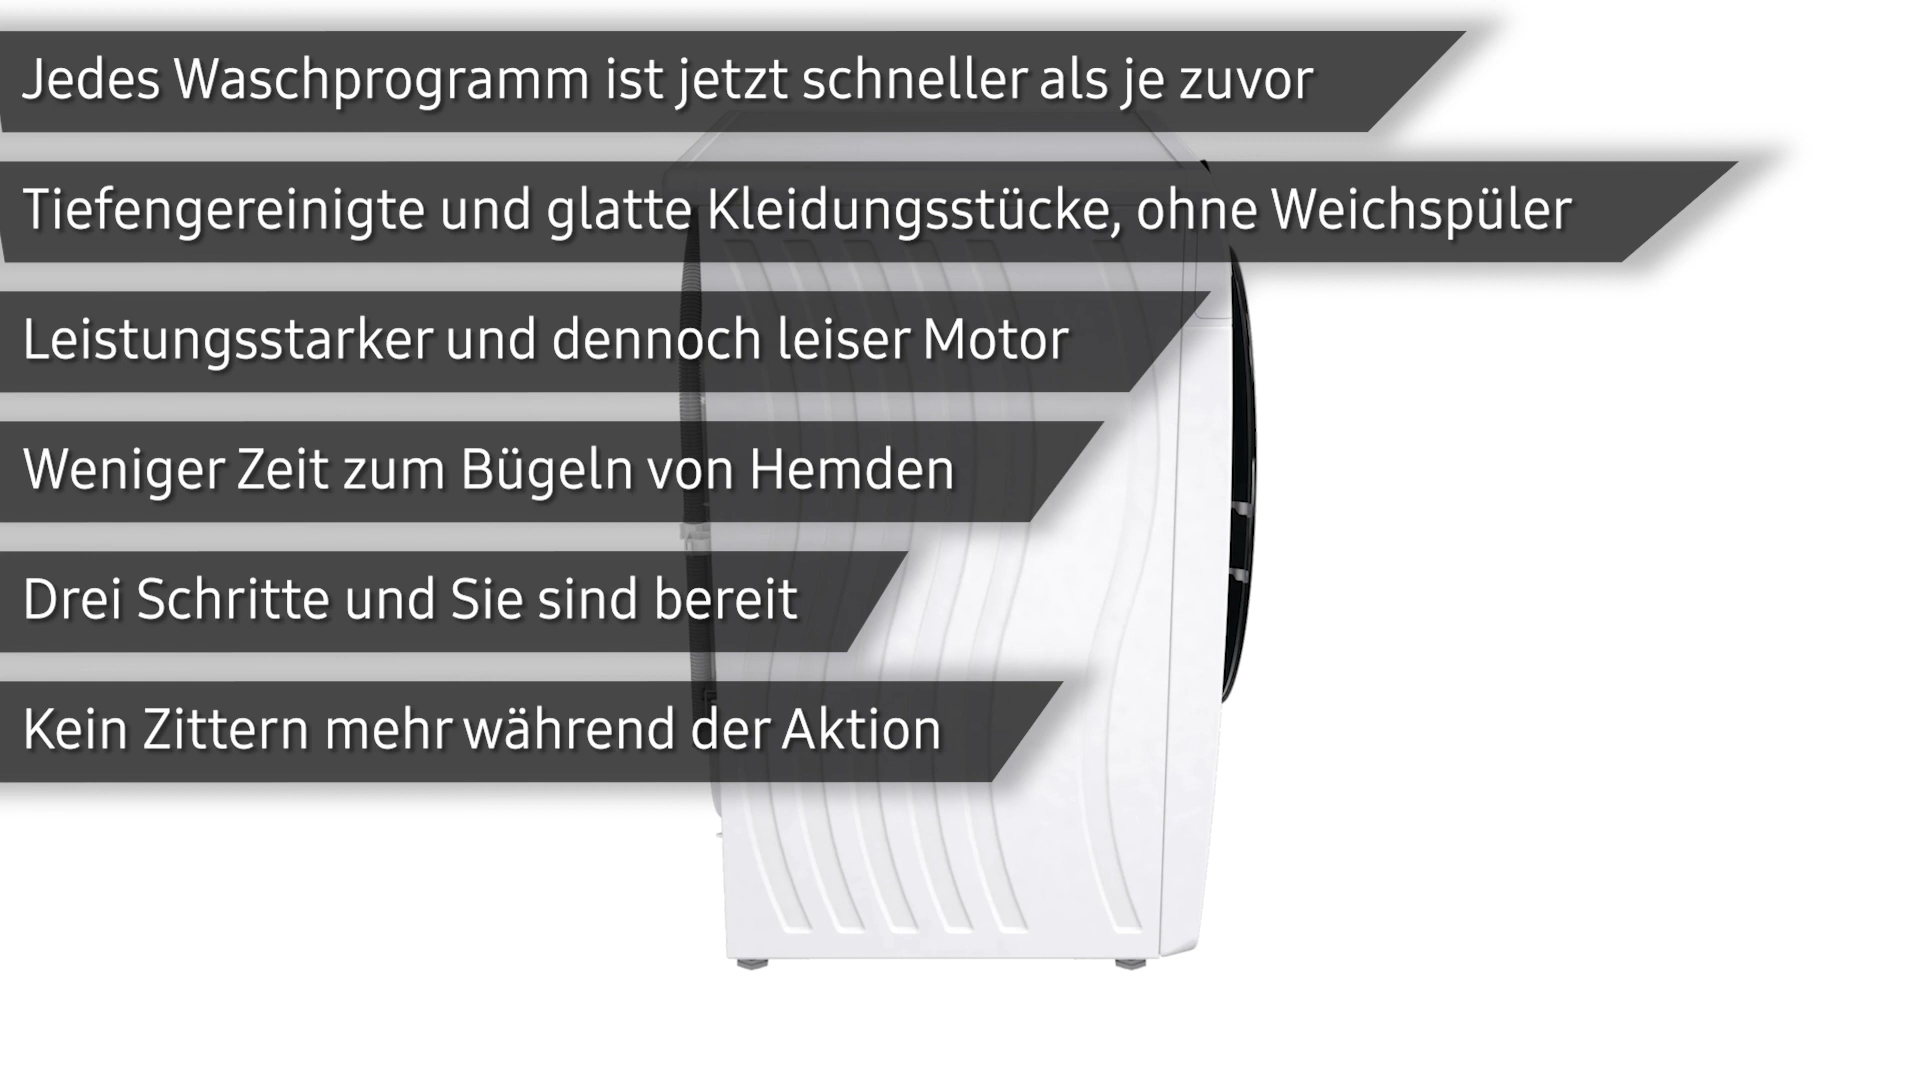 Jedes Waschprogramm ist jetzt schneller als je zuvor
Tiefengereinigte und glatte Kleidungsstücke, ohne Weichspüler
Leistungsstarker und dennoch leiser Motor
Weniger Zeit zum Bügeln von Hemden
Drei Schritte und Sie sind bereit
Kein Zittern mehr während der Aktion